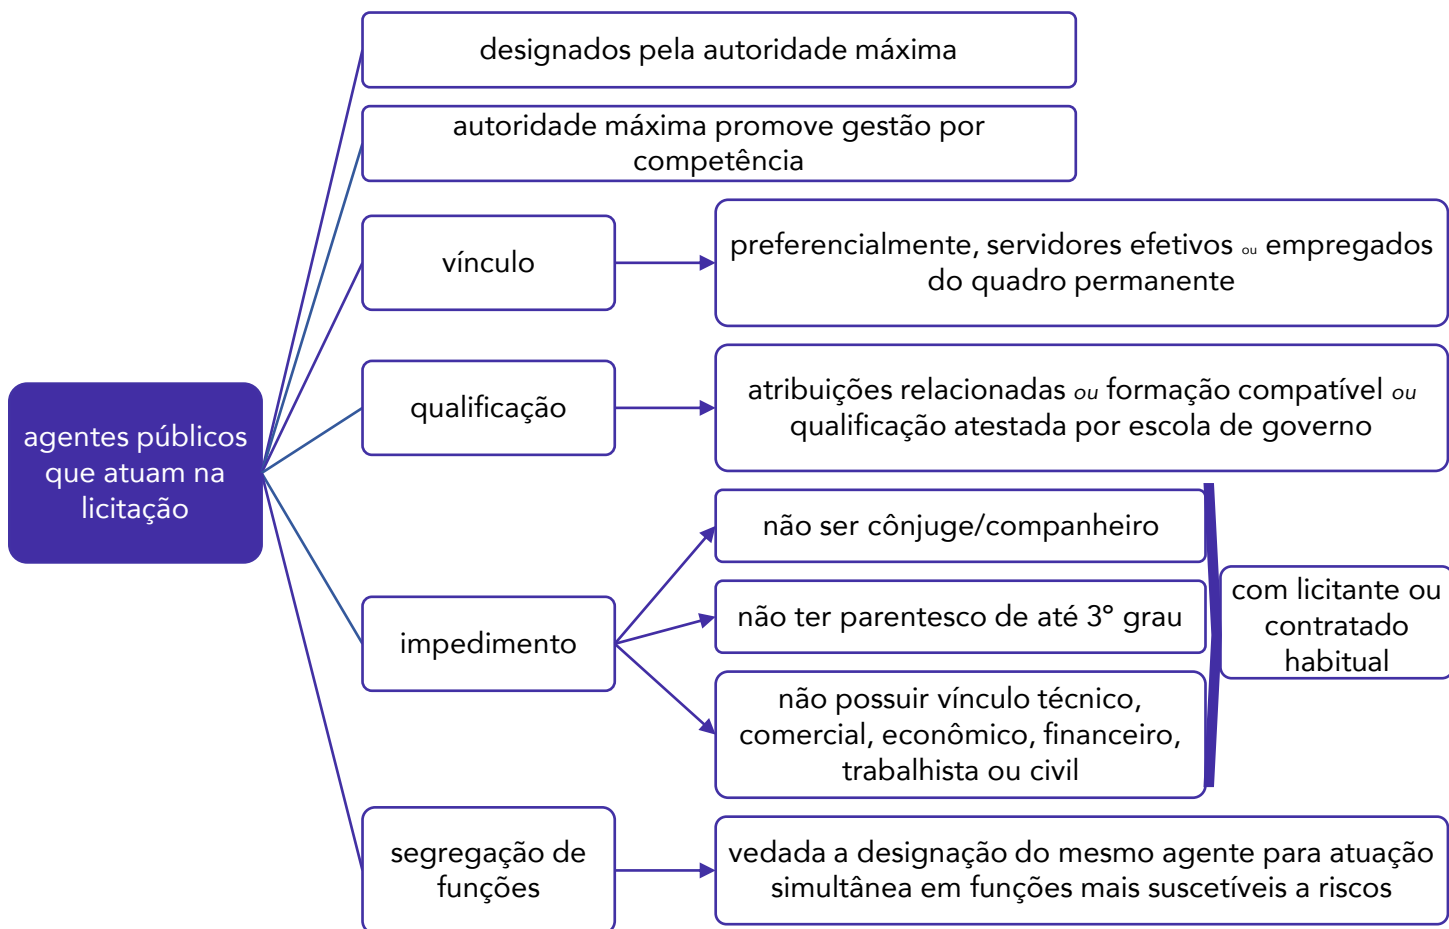 designados pela autoridade máxima
autoridade máxima promove gestão por
competência
vínculo
preferencialmente, servidores efetivos ou empregados
do quadro permanente
qualificação
atribuições relacionadas ou formação compatível ou
qualificação atestada por escola de governo
agentes públicos
que atuam na
licitação
impedimento
não ser cônjuge/companheiro
não ter parentesco de até 3º grau
não possuir vínculo técnico,
comercial, econômico, financeiro,
trabalhista ou civil
com licitante ou
contratado
habitual
segregação de
funções
vedada a designação do mesmo agente para atuação
simultânea em funções mais suscetíveis a riscos